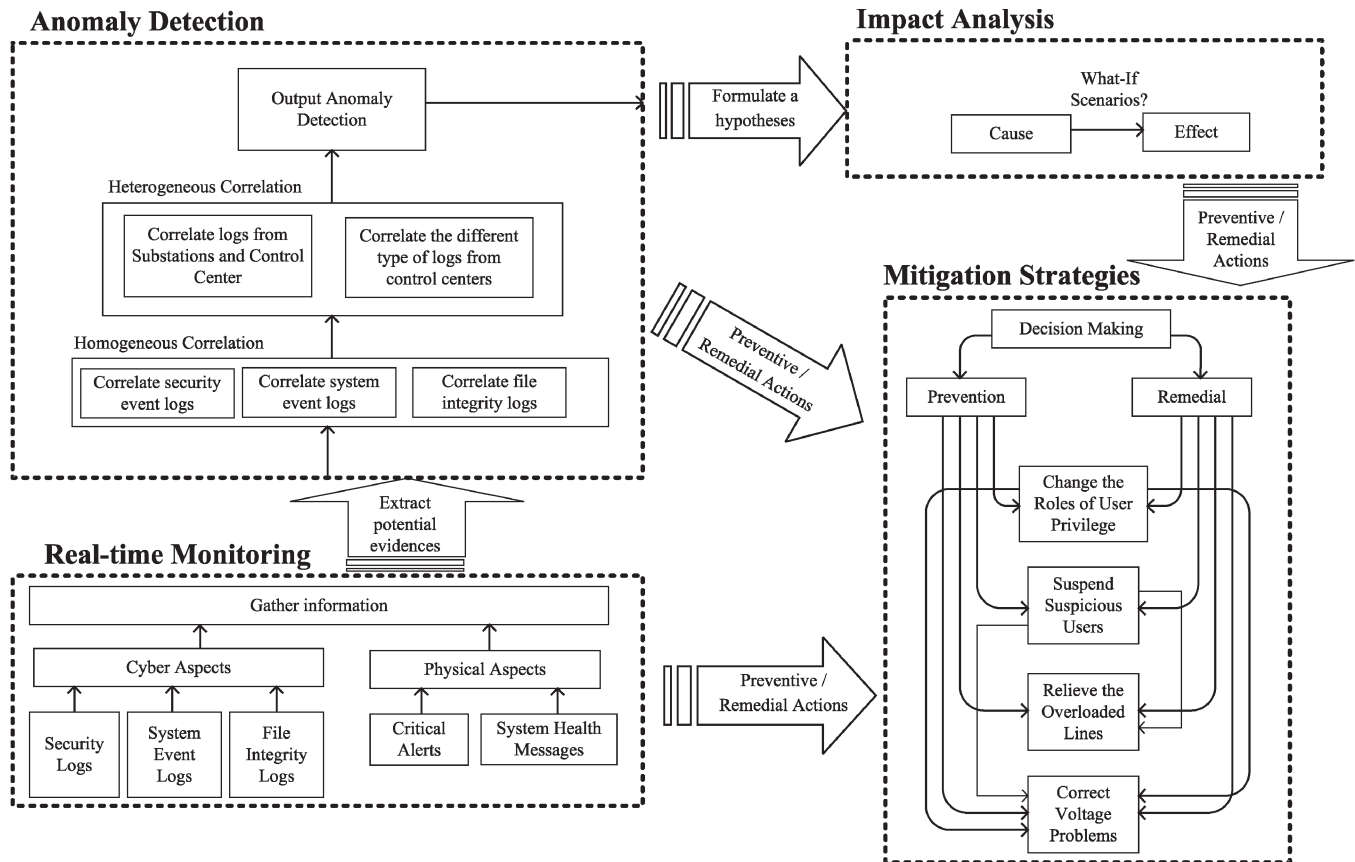 Anomaly Detection
Output Anomaly
Detection
Heterogeneous Correlation
Correlate logs from
Substations and Control
Center
Correlate the different
type of logs from
control centers
Homogeneous Correlation
Correlate security
event logs
Correlate system
event logs
Correlate file
integrity logs
Extract
potential
evidences
Real-time Monitoring
Gather information
Cyber Aspects
Physical Aspects
Security
Logs
System
Event
Logs
File
Integrity
Logs
Critical
Alerts
System Health
Messages
Formulate a
hypotheses
Preventive /
Remedial Actions
Preventive /
Remedial Actions
Impact Analysis
What-If
Scenarios?
Cause
Effect
Preventive /
Remedial
Actions
Mitigation Strategies
Decision Making
Prevention
Remedial
Change the
Roles of User
Privilege
Suspend
Suspicious
Users
Relieve the
Overloaded
Lines
Correct
Voltage
Problems